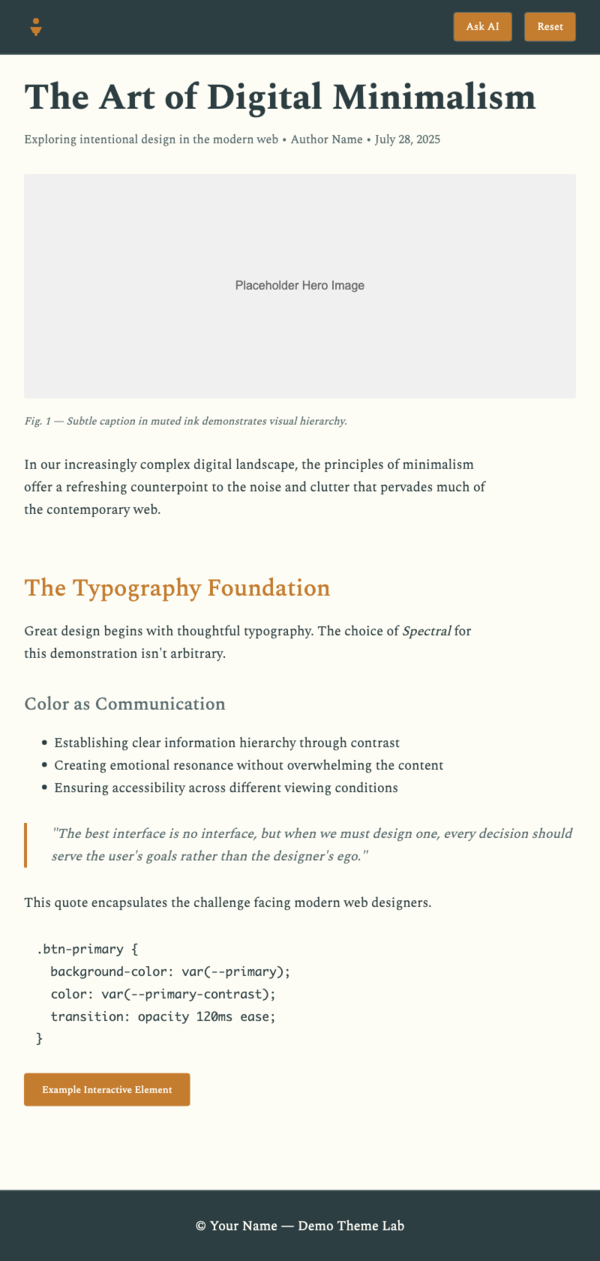 Ask AI
Reset
The Art of Digital Minimalism
Exploring intentional design in the modern web • Author Name • July 28, 2025
Placeholder Hero Image
Fig. 1 — Subtle caption in muted ink demonstrates visual hierarchy.
In our increasingly complex digital landscape, the principles of minimalism
offer a refreshing counterpoint to the noise and clutter that pervades much of
the contemporary web.
The Typography Foundation
Great design begins with thoughtful typography. The choice of Spectral for
this demonstration isn't arbitrary.
Color as Communication
• Establishing clear information hierarchy through contrast
• Creating emotional resonance without overwhelming the content
• Ensuring accessibility across different viewing conditions
"The best interface is no interface, but when we must design one, every decision should
serve the user's goals rather than the designer's ego."
This quote encapsulates the challenge facing modern web designers.
.btn-primary {
  background-color: var(--primary);
  color: var(--primary-contrast);
  transition: opacity 120ms ease;
}
Example Interactive Element
© Your Name — Demo Theme Lab